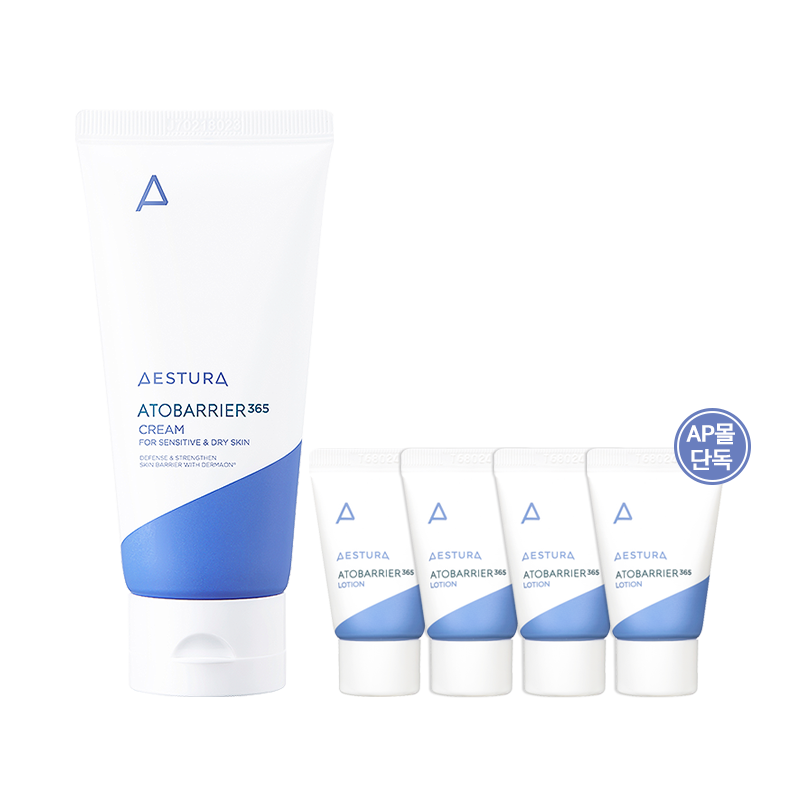 AESTURA
ATOBARRIER365
CREAM
FOR SENSITIVE & DRY SKIN
DEFENSE & STRENGTHEN
SKIN BARRIER WITH DERMAON®
AP몰
단독
AESTURA
ATOBARRIER365
LOTION
AESTURA
ATOBARRIER365
LOTION
AESTURA
ATOBARRIER365
LOTION
AESTURA
ATOBARRIER365
LOTION